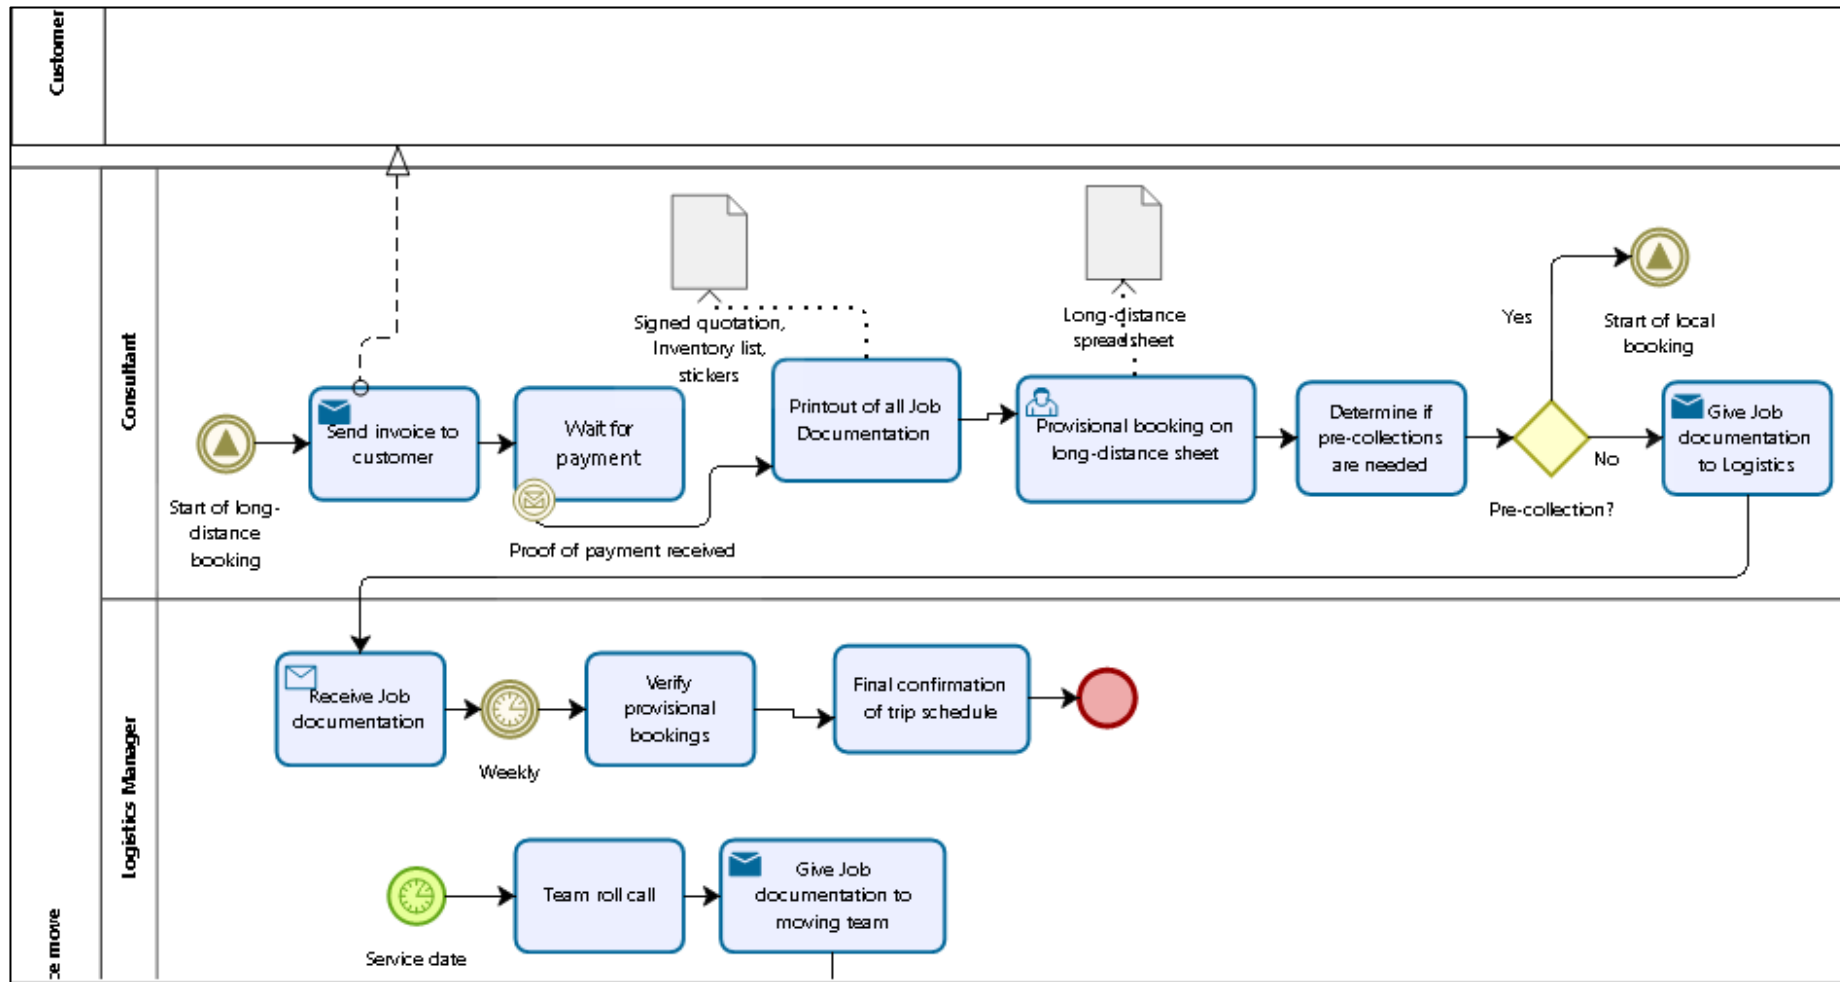 Customer
Consultant
Start of long-
distance
booking
Send invoice to
customer
Wait for
payment
Proof of payment received
Signed quotation,
Inventory list,
stickers
Printout of all Job
Documentation
Long-distance
spreadsheet
Provisional booking on
long-distance sheet
Determine if
pre-collections
are needed
Pre-collection?
Yes
No
Strart of local
booking
Give Job
documentation
to Logistics
Logistics Manager
Receive Job
documentation
Weekly
Verify
provisional
bookings
Final confirmation
of trip schedule
Service date
Team roll call
Give Job
documentation to
moving team
ce move